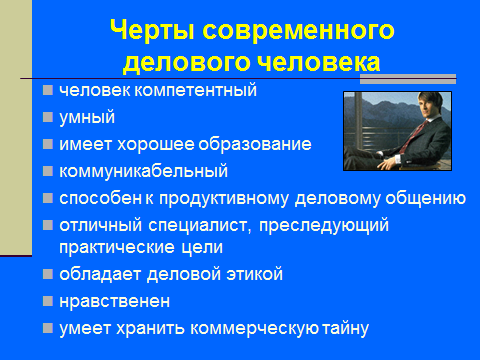 Черты современного
делового человека
человек компетентный
умный
имеет хорошее образование
коммуникабельный
способен к продуктивному деловому общению
отличный специалист, преследующий
практические цели
обладает деловой этикой
нравственен
умеет хранить коммерческую тайну